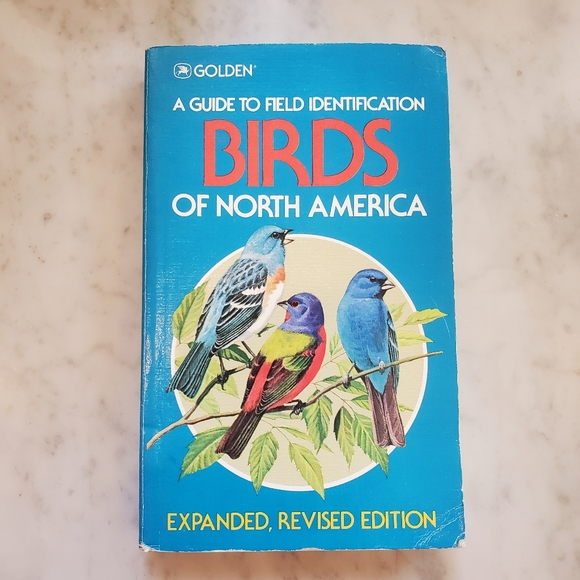 GOLDEN®
A GUIDE TO FIELD IDENTIFICATION
BIRDS
OF NORTH AMERICA
EXPANDED, REVISED EDITION